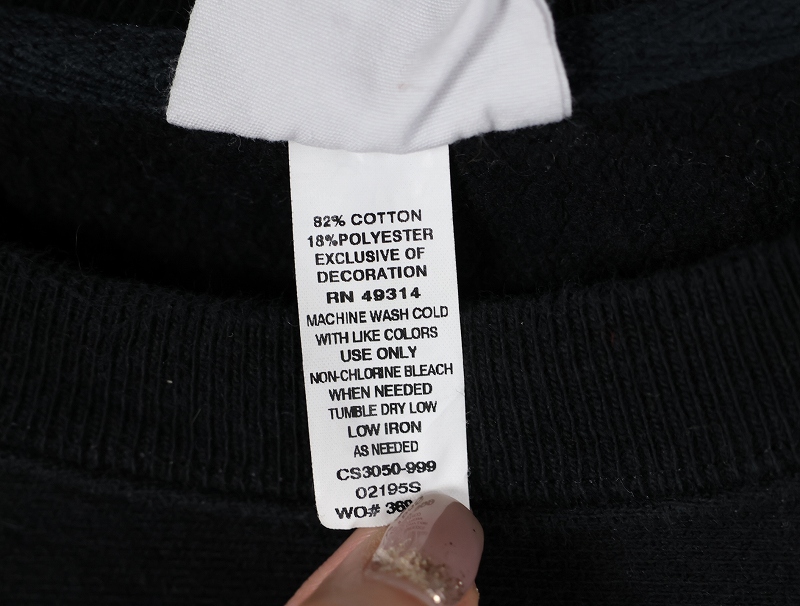 82% COTTON
18%POLYESTER
EXCLUSIVE OF
DECORATION
RN 49314
MACHINE WASH COLD
WITH LIKE COLORS
USE ONLY
NON-CHLORINE BLEACH
WHEN NEEDED
TUMBLE DRY LOW
LOW IRON
AS NEEDED
CS3050-999
02195S
WO#